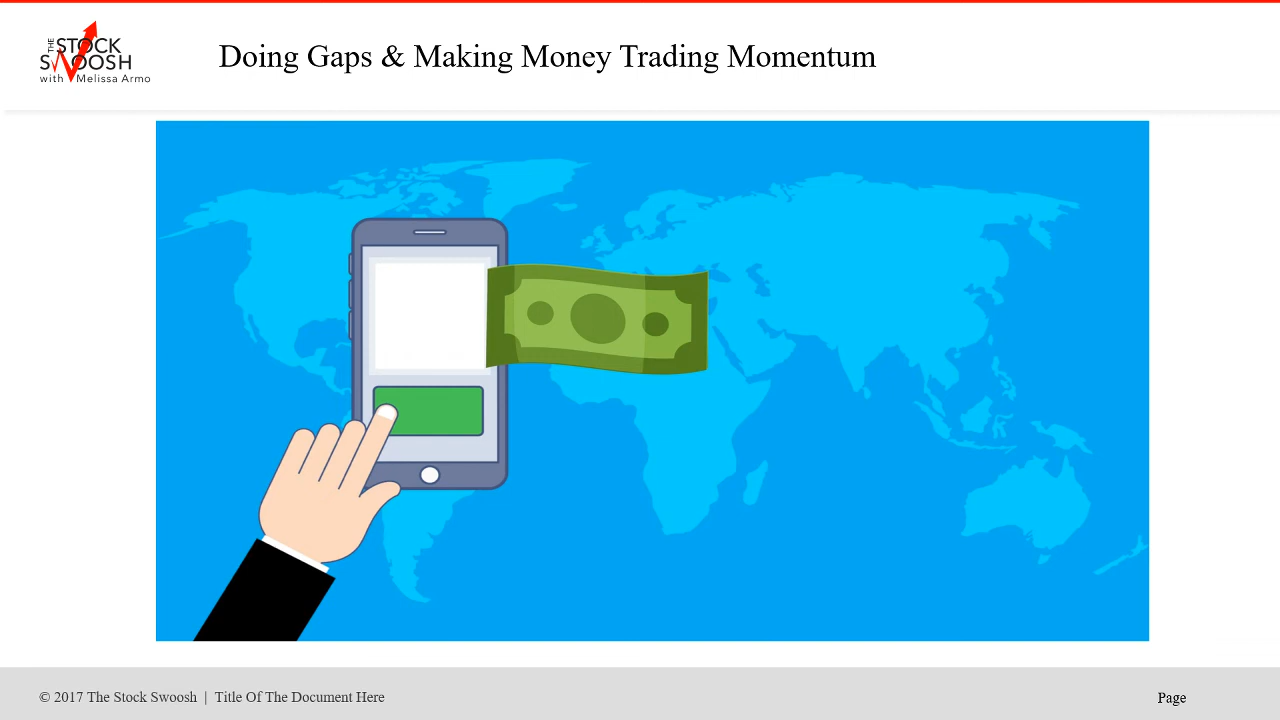 THE STOCK
SWOOSH
with Melissa Armo
Doing Gaps & Making Money Trading Momentum
© 2017 The Stock Swoosh | Title Of The Document Here
Page